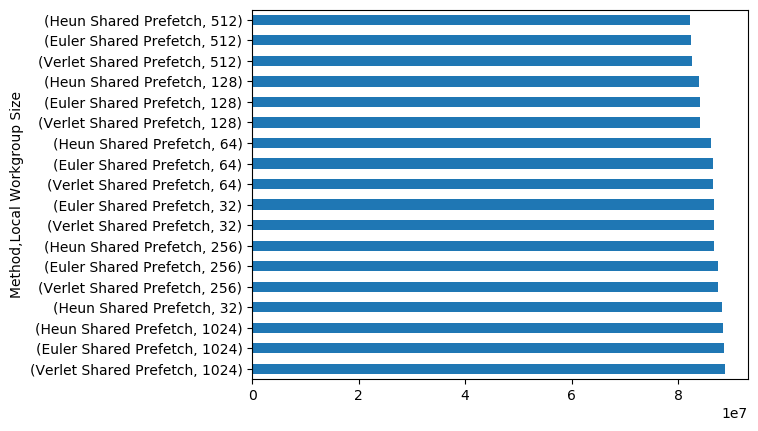 (Heun Shared Prefetch, 512)
(Euler Shared Prefetch, 512)
(Verlet Shared Prefetch, 512)
(Heun Shared Prefetch, 128)
(Euler Shared Prefetch, 128)
(Verlet Shared Prefetch, 128)
(Heun Shared Prefetch, 64)
(Euler Shared Prefetch, 64)
(Verlet Shared Prefetch, 64)
(Euler Shared Prefetch, 32)
(Verlet Shared Prefetch, 32)
(Heun Shared Prefetch, 256)
(Euler Shared Prefetch, 256)
(Verlet Shared Prefetch, 256)
(Heun Shared Prefetch, 32)
(Heun Shared Prefetch, 1024)
(Euler Shared Prefetch, 1024)
(Verlet Shared Prefetch, 1024)
Method,Local Workgroup Size
0 2 4 6 8
1e7